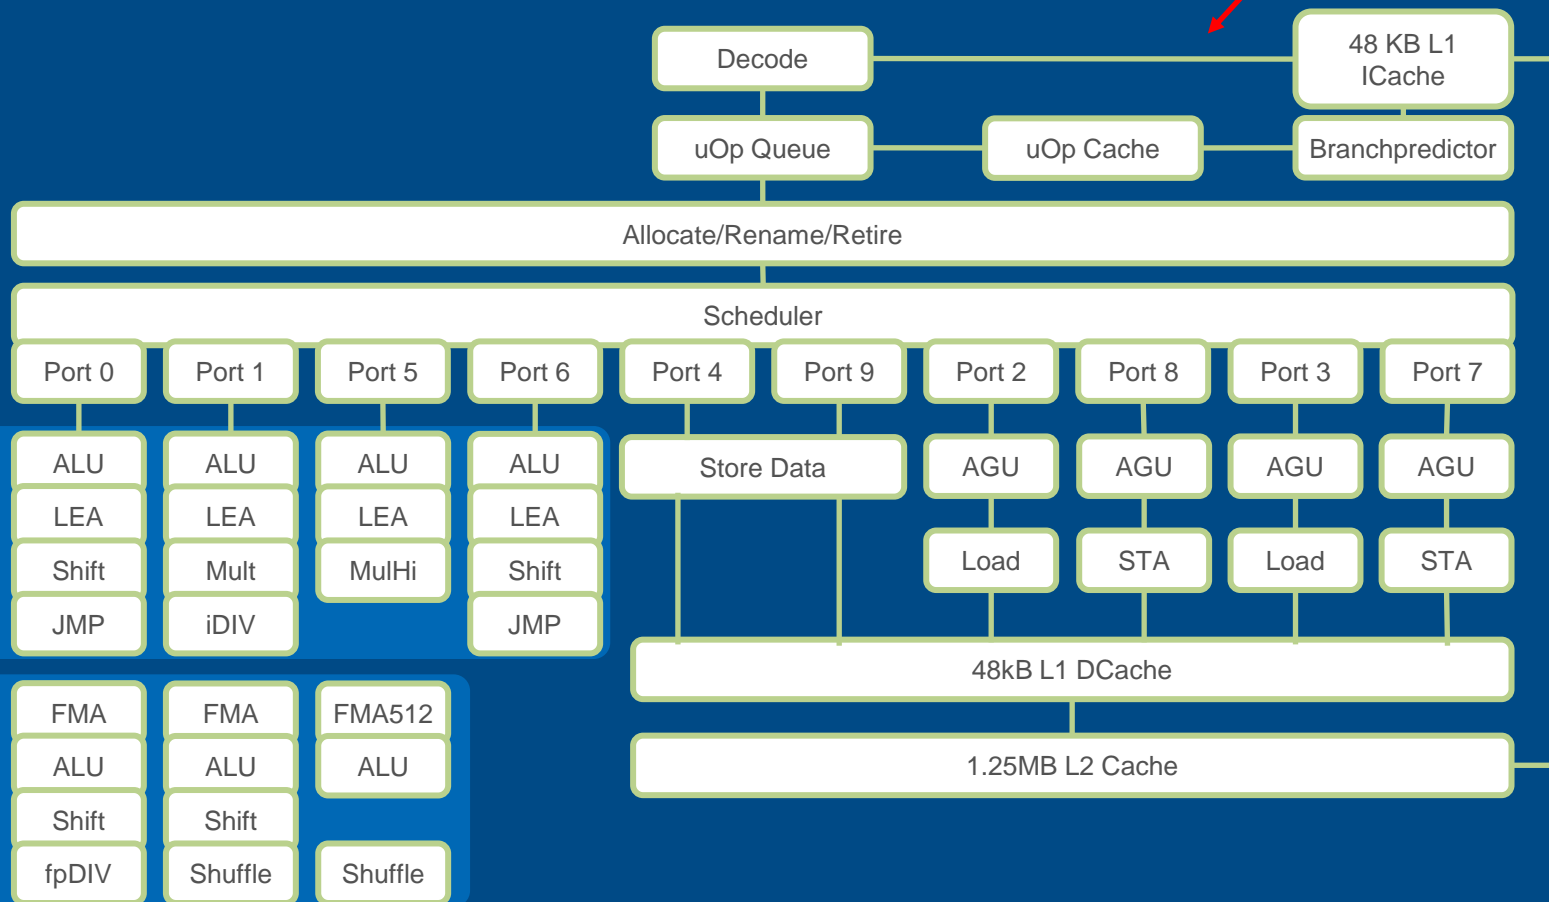 Decode
48 KB L1
ICache
uOp Queue
uOp Cache
Branchpredictor
Allocate/Rename/Retire
Scheduler
Port 0
Port 1
Port 5
Port 6
Port 4
Port 9
Port 2
Port 8
Port 3
Port 7
ALU
ALU
ALU
ALU
Store Data
AGU
AGU
AGU
AGU
LEA
LEA
LEA
LEA
Shift
Mult
MulHi
Shift
Load
STA
Load
STA
JMP
iDIV
JMP
48kB L1 DCache
FMA
FMA
FMA512
ALU
ALU
ALU
1.25MB L2 Cache
Shift
Shift
fpDIV
Shuffle
Shuffle